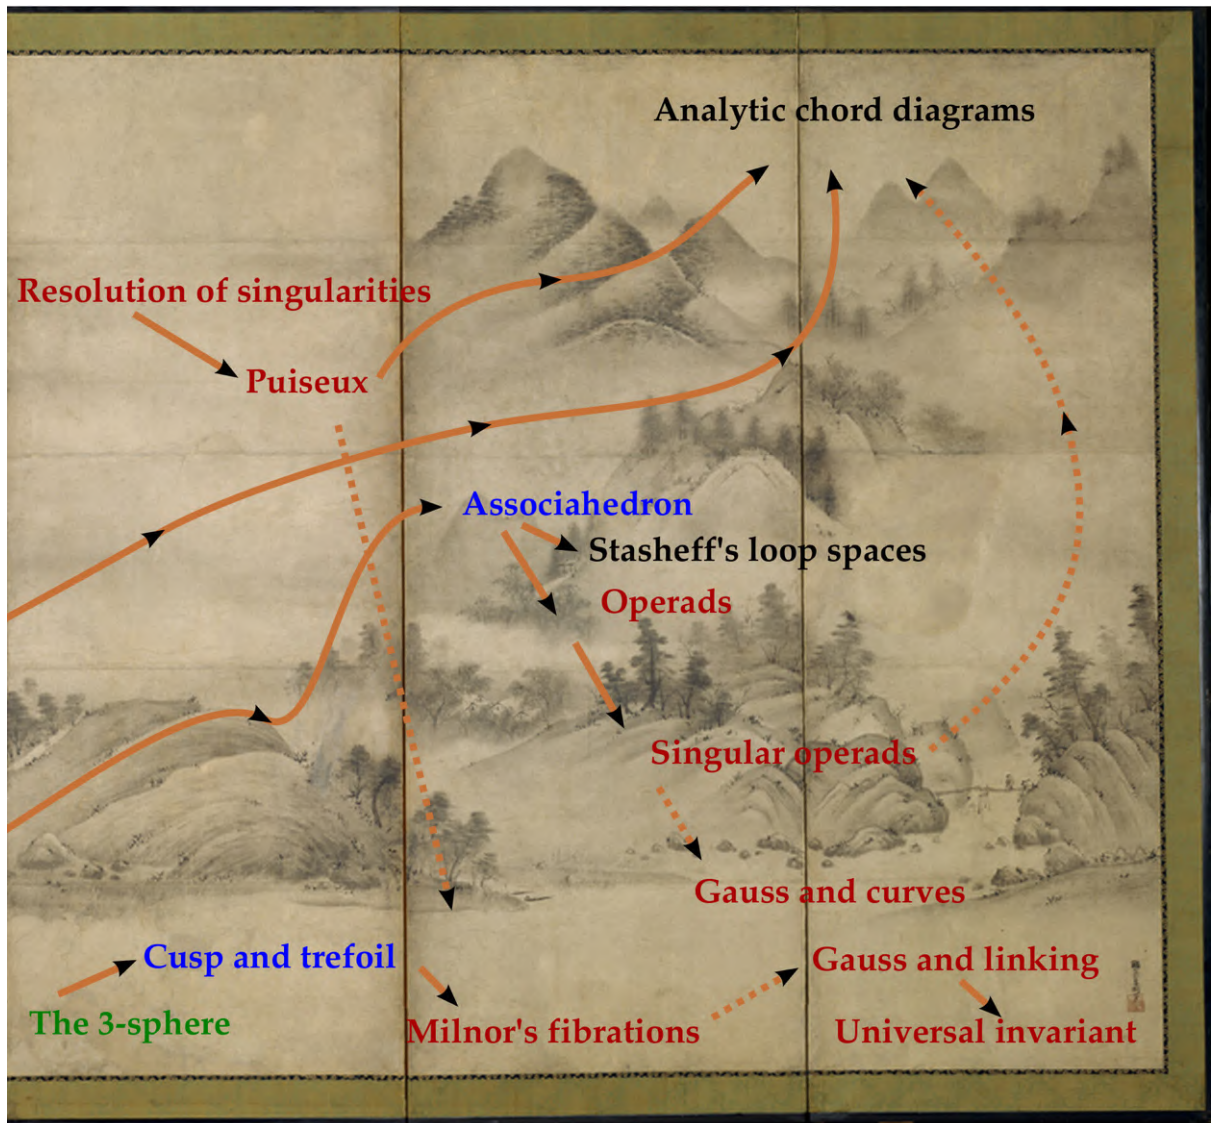 Analytic chord diagrams
Resolution of singularities
Puiseux
Associahedron
Stasheff's loop spaces
Operads
Singular operads
Gauss and curves
Cusp and trefoil
Gauss and linking
The 3-sphere
Milnor's fibrations
Universal invariant